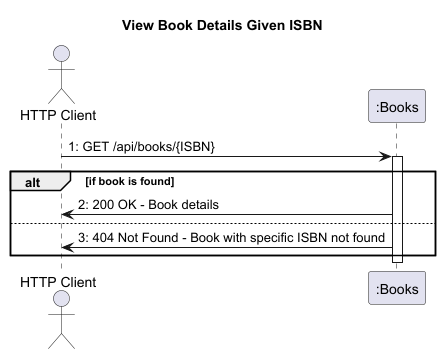 View Book Details Given ISBN
HTTP Client
:Books
1: GET /api/books/{ISBN}
alt
[if book is found]
2: 200 OK - Book details
3: 404 Not Found - Book with specific ISBN not found
HTTP Client
:Books